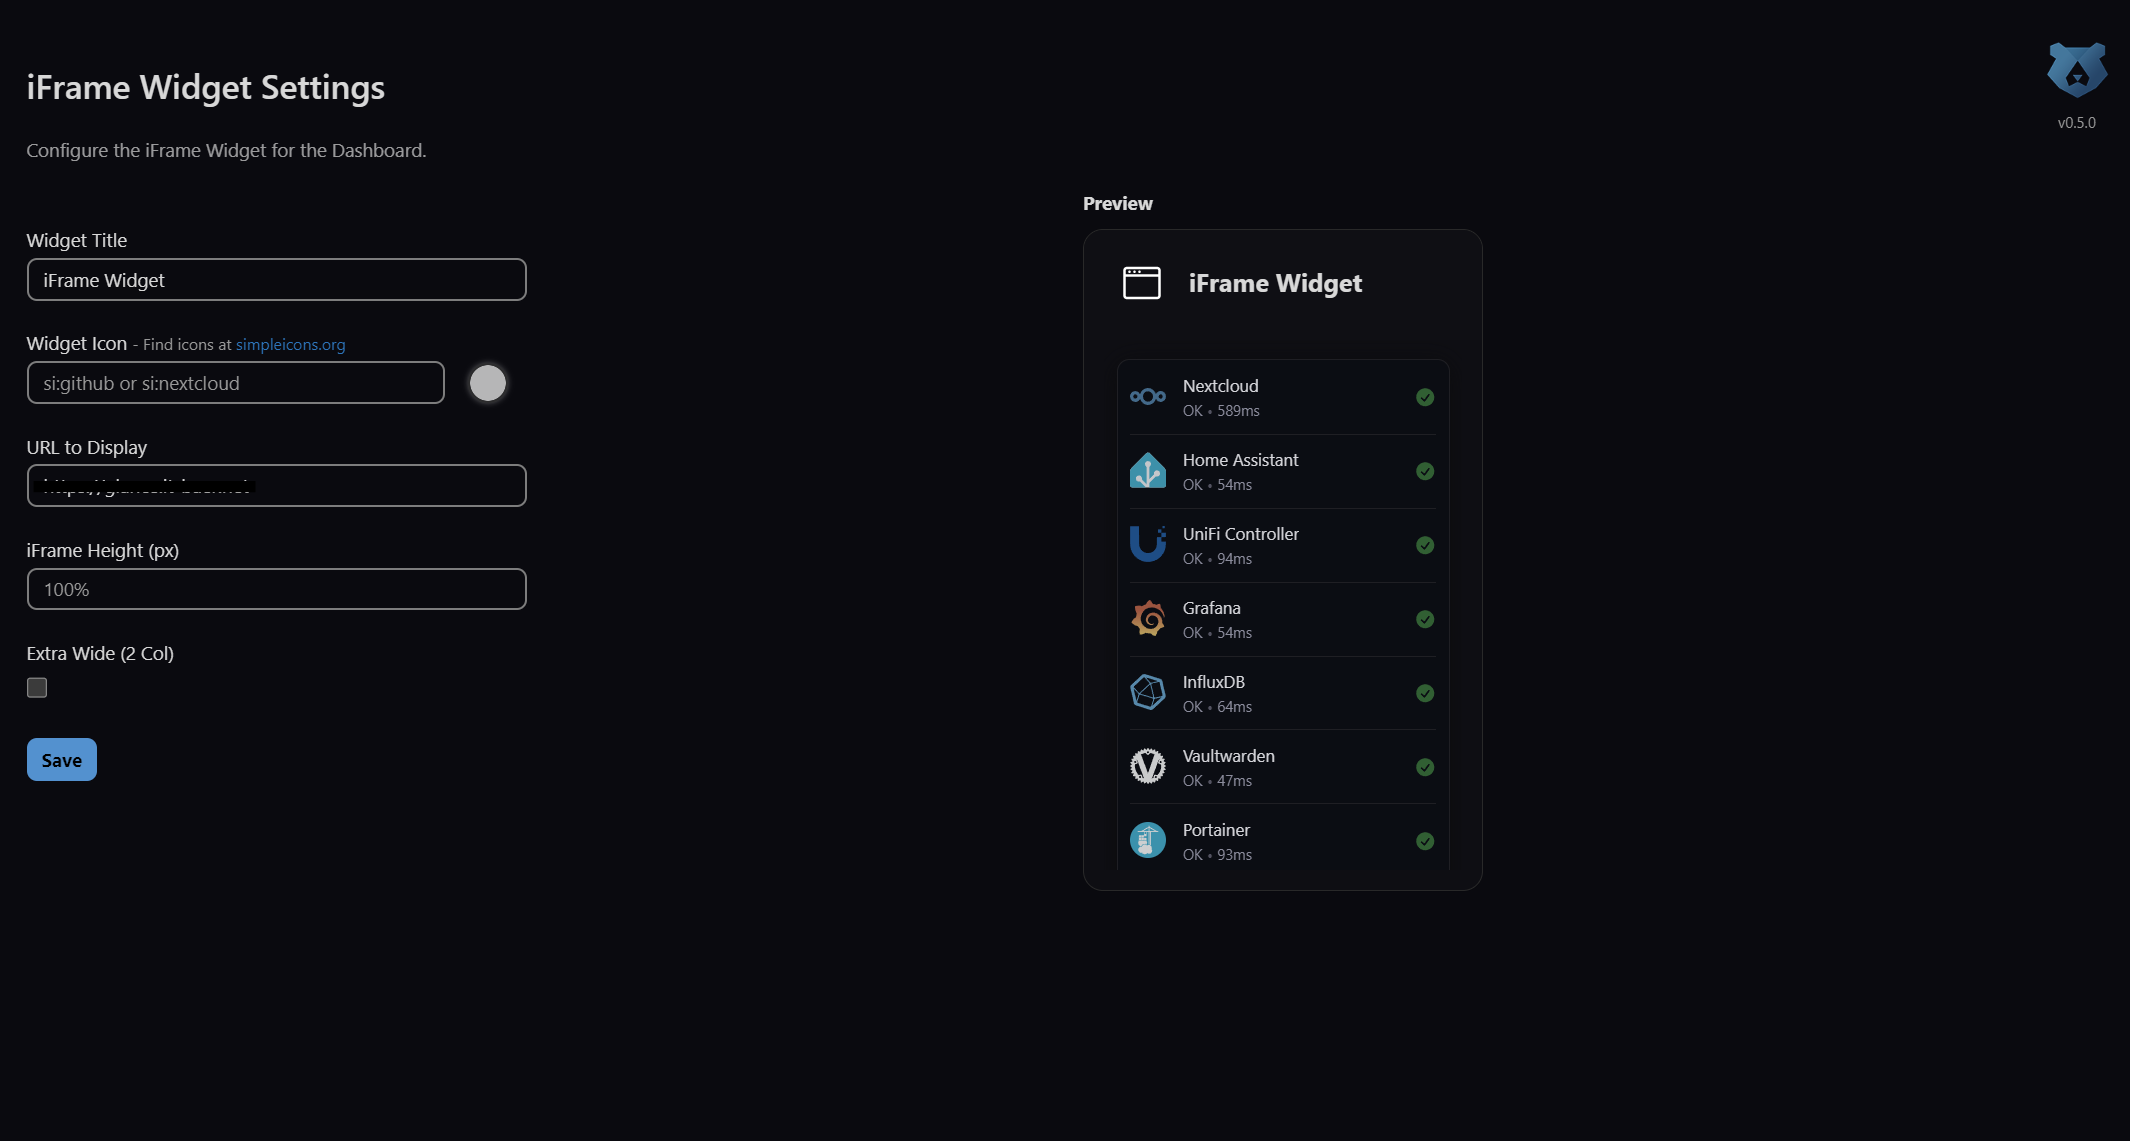 iFrame Widget Settings
v0.5.0
Configure the iFrame Widget for the Dashboard.
Widget Title
iFrame Widget
Widget Icon - Find icons at simpleicons.org
si:github or si:nextcloud
URL to Display
iFrame Height (px)
100%
Extra Wide (2 Col)
Save
Preview
iFrame Widget
Nextcloud
OK • 589ms
Home Assistant
OK • 54ms
UniFi Controller
OK • 94ms
Grafana
OK • 54ms
InfluxDB
OK • 64ms
Vaultwarden
OK • 47ms
Portainer
OK • 93ms